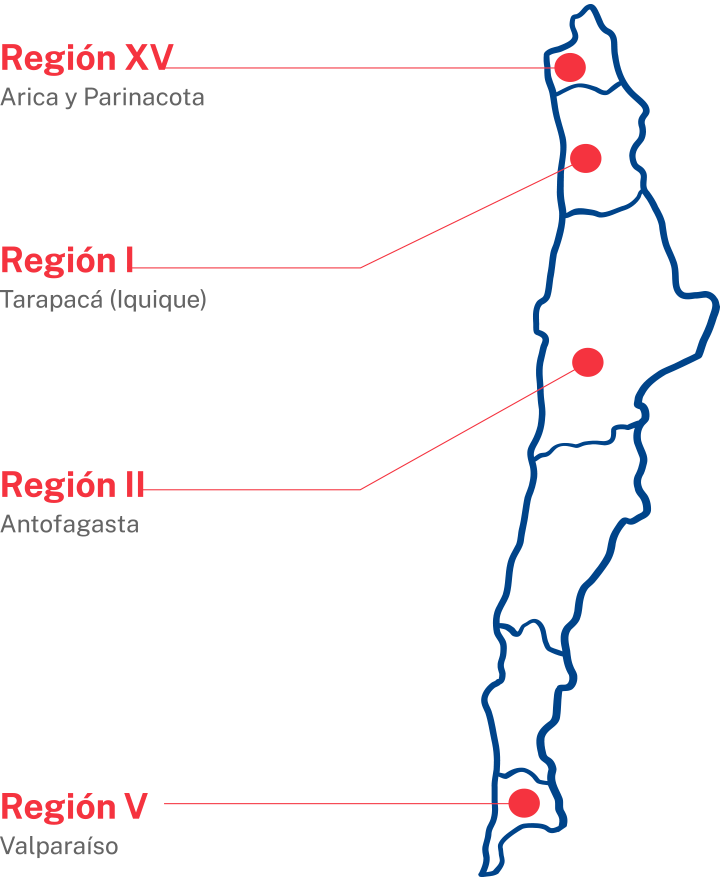 Región XV
Arica y Parinacota
Región I
Tarapacá (Iquique)
Región II
Antofagasta
Región V
Valparaíso